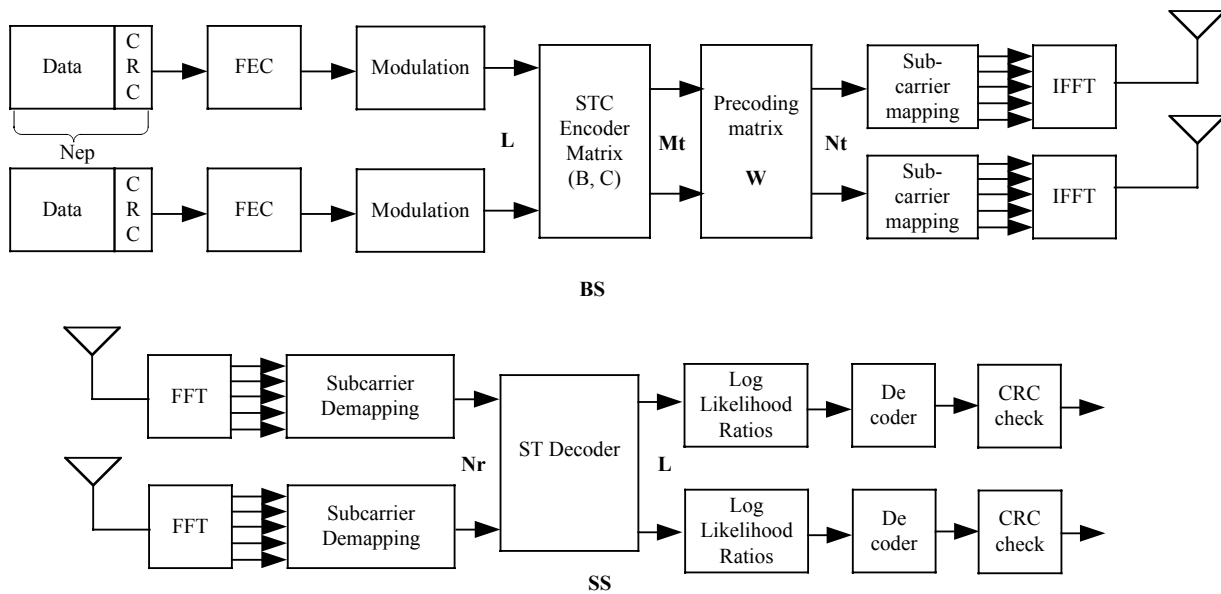 Data
C
R
C
FEC
Modulation
L
STC
Encoder
Matrix
(B, C)
Mt
Precoding
matrix
W
Nt
Sub-
carrier
mapping
IFFT
Nep
Data
C
R
C
FEC
Modulation
Sub-
carrier
mapping
IFFT
BS
FFT
Subcarrier
Demapping
Nr
ST Decoder
L
Log
Likelihood
Ratios
De
coder
CRC
check
FFT
Subcarrier
Demapping
Log
Likelihood
Ratios
De
coder
CRC
check
SS